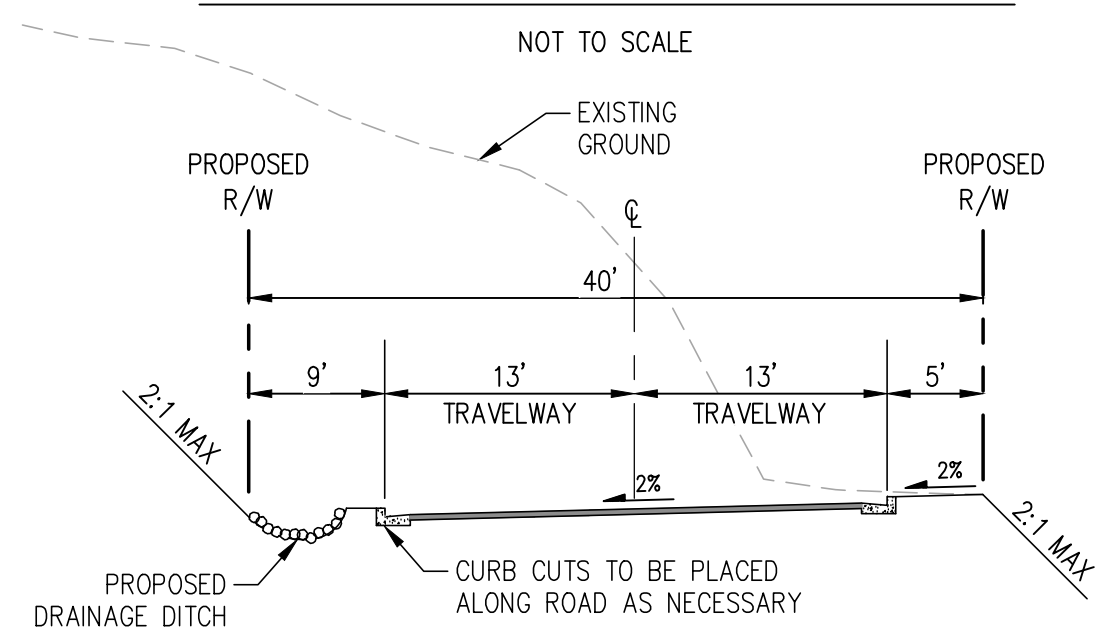 NOT TO SCALE
EXISTING
GROUND
PROPOSED
R/W
PROPOSED
R/W
℄
40'
9'
13'
13'
5'
TRAVELWAY
TRAVELWAY
2:1 MAX
2%
2%
2:1 MAX
PROPOSED
DRAINAGE DITCH
CURB CUTS TO BE PLACED
ALONG ROAD AS NECESSARY